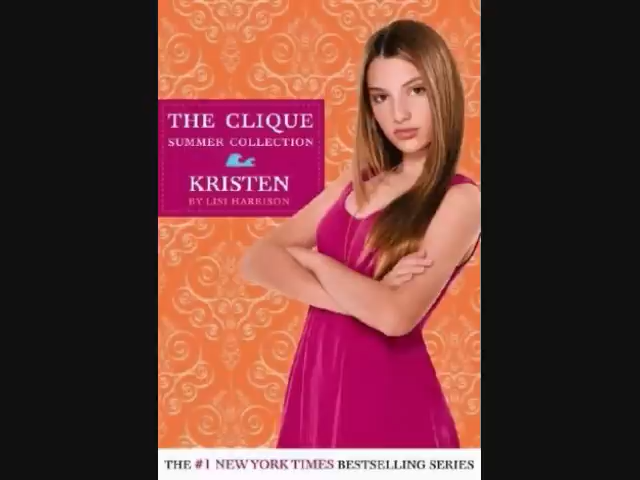 THE CLIQUE
SUMMER COLLECTION
KRISTEN
BY LISI HARRISON
THE #1 NEW YORK TIMES BESTSELLING SERIES